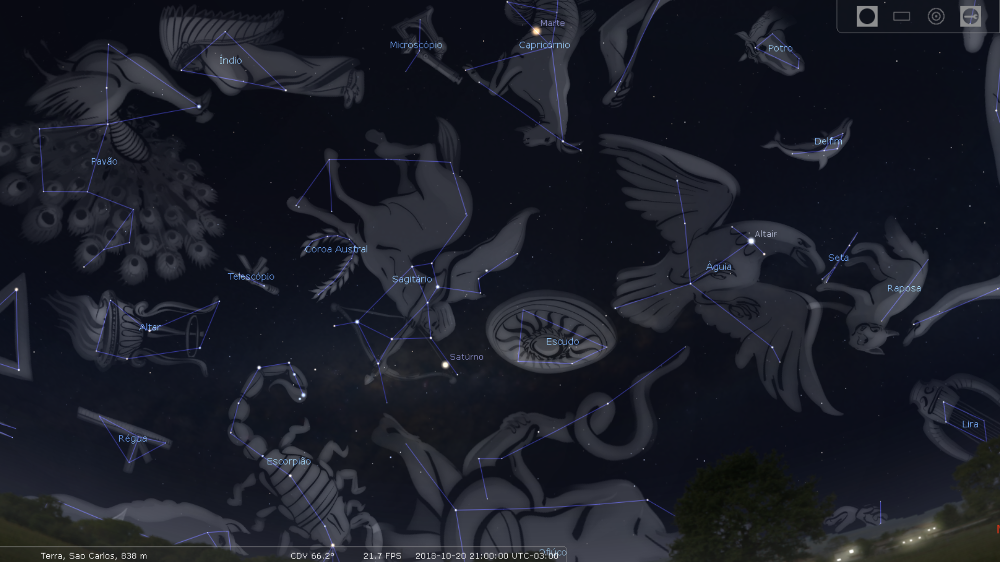 Marte
Microscópio
Capricórnio
Potro
Índio
Delfim
Pavão
Altair
Coroa Austral
Seta
Águia
Telescópio
Sagitário
Raposa
Altar
Escudo
Saturno
Lira
Régua
Escorpião
Ofiúco
Terra, Sao Carlos, 838 m
CDV 66.2°
21.7 FPS
2018-10-20 21:00:00 UTC-03:00